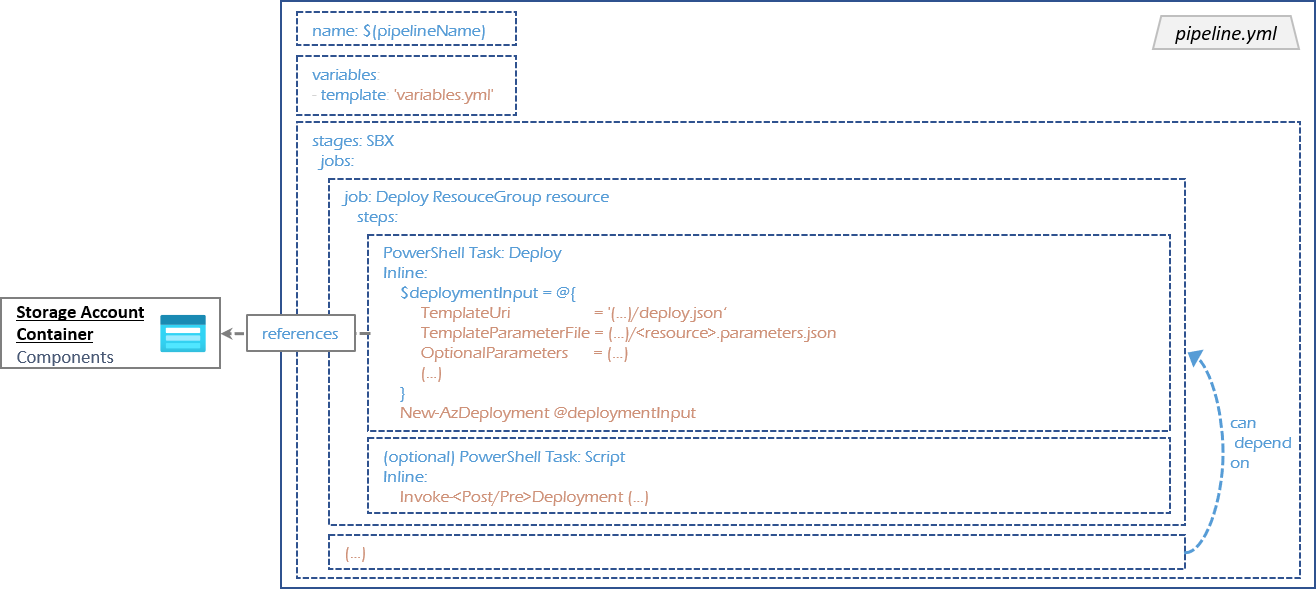 pipeline.yml
name: $(pipelineName)
variables:
- template: 'variables.yml'
stages: SBX
jobs:
job: Deploy ResouceGroup resource
steps:
PowerShell Task: Deploy
Inline:
$deploymentInput = @{
TemplateUri = '(...)/deploy.json'
TemplateParameterFile = (...)/<resource>.parameters.json
OptionalParameters = (...)
(...)
}
New-AzDeployment @deploymentInput
(optional) PowerShell Task: Script
Inline:
Invoke-<Post/Pre>Deployment (...)
(...)
Storage Account
Container
Components
references
can
depend
on